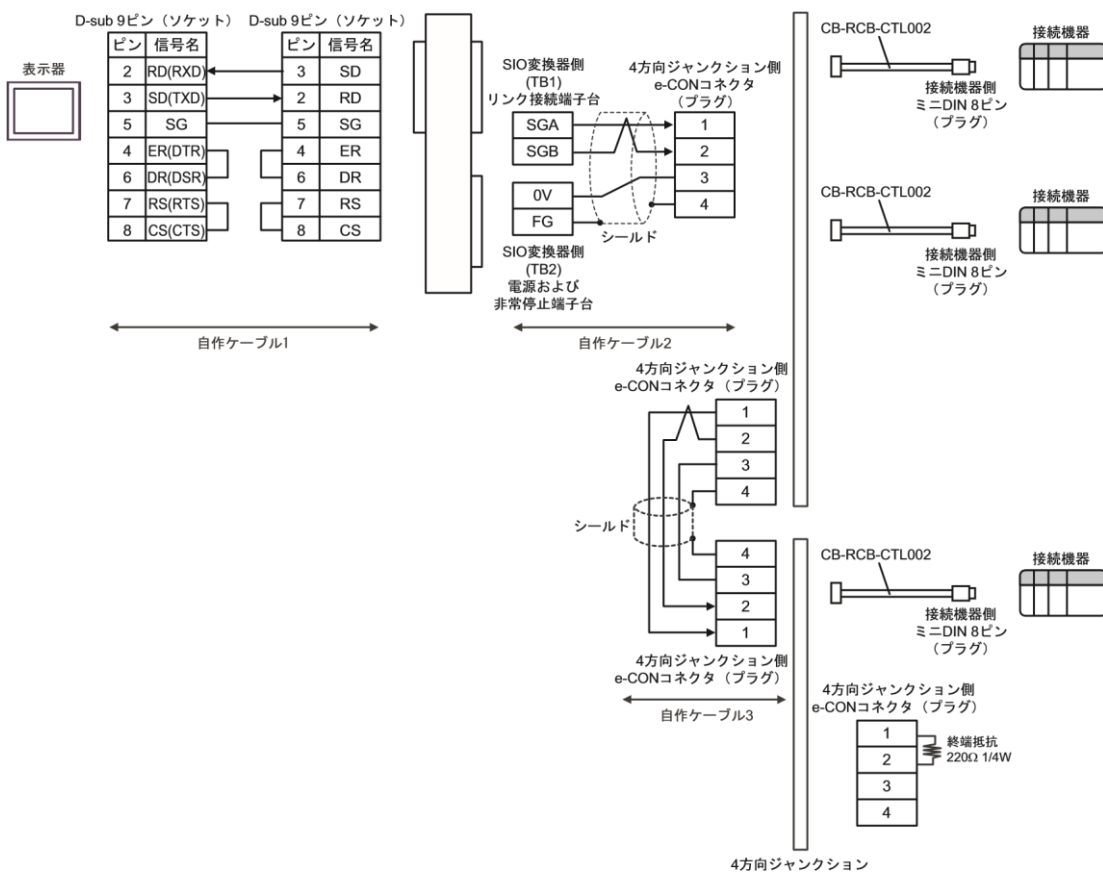 D-sub 9ピン（ソケット） D-sub 9ピン（ソケット）
表示器
ピン 信号名
2 RD(RXD)
3 SD(TXD)
5 SG
4 ER(DTR)
6 DR(DSR)
7 RS(RTS)
8 CS(CTS)
ピン 信号名
3 SD
2 RD
5 SG
4 ER
6 DR
7 RS
8 CS
自作ケーブル1
SIO変換器側
(TB1)
リンク接続端子台
SGA
SGB
0V
FG
SIO変換器側
(TB2)
電源および
非常停止端子台
シールド
4方向ジャンクション側
e-CONコネクタ
（プラグ）
1
2
3
4
自作ケーブル2
CB-RCB-CTL002
接続機器側
ミニDIN 8ピン
（プラグ）
接続機器
CB-RCB-CTL002
接続機器側
ミニDIN 8ピン
（プラグ）
接続機器
4方向ジャンクション側
e-CONコネクタ（プラグ）
1
2
3
4
シールド
4
3
2
1
4方向ジャンクション側
e-CONコネクタ（プラグ）
自作ケーブル3
CB-RCB-CTL002
接続機器側
ミニDIN 8ピン
（プラグ）
接続機器
4方向ジャンクション側
e-CONコネクタ（プラグ）
1
2
3
4
終端抵抗
220Ω 1/4W
4方向ジャンクション